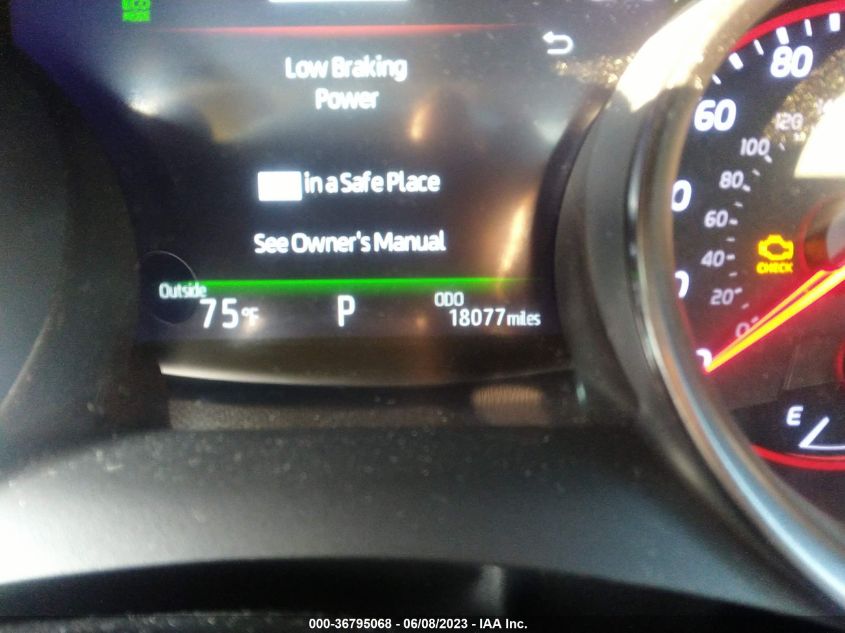 ECO
MODE
Low Braking
Power
in a Safe Place
See Owner's Manual
Outside
75°F
P
ODO
18077 miles
80
60
120
100
80
60
40
20
0
CHECK
E
000-36795068 - 06/08/2023 - IAA Inc.